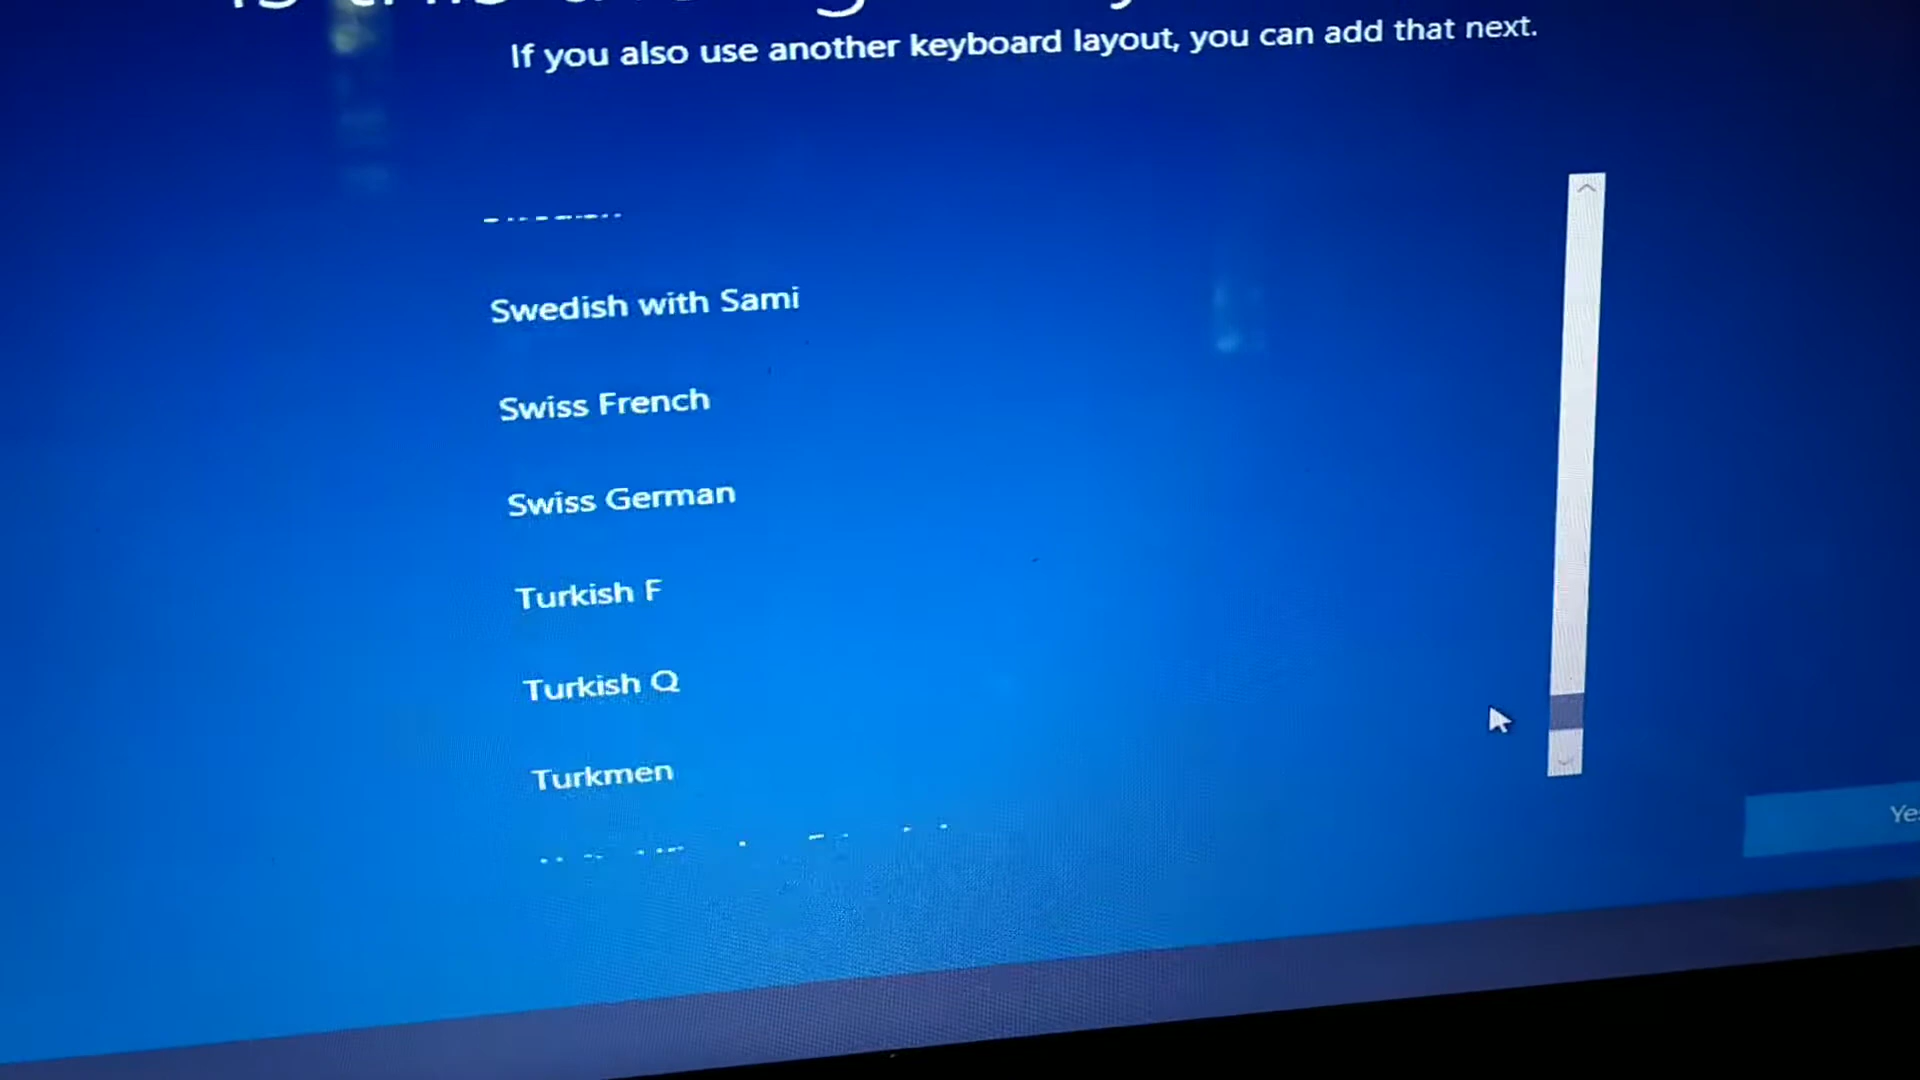 If you also use another keyboard layout, you can add that next.
Swedish with Sami
Swiss French
Swiss German
Turkish F
Turkish Q
Turkmen